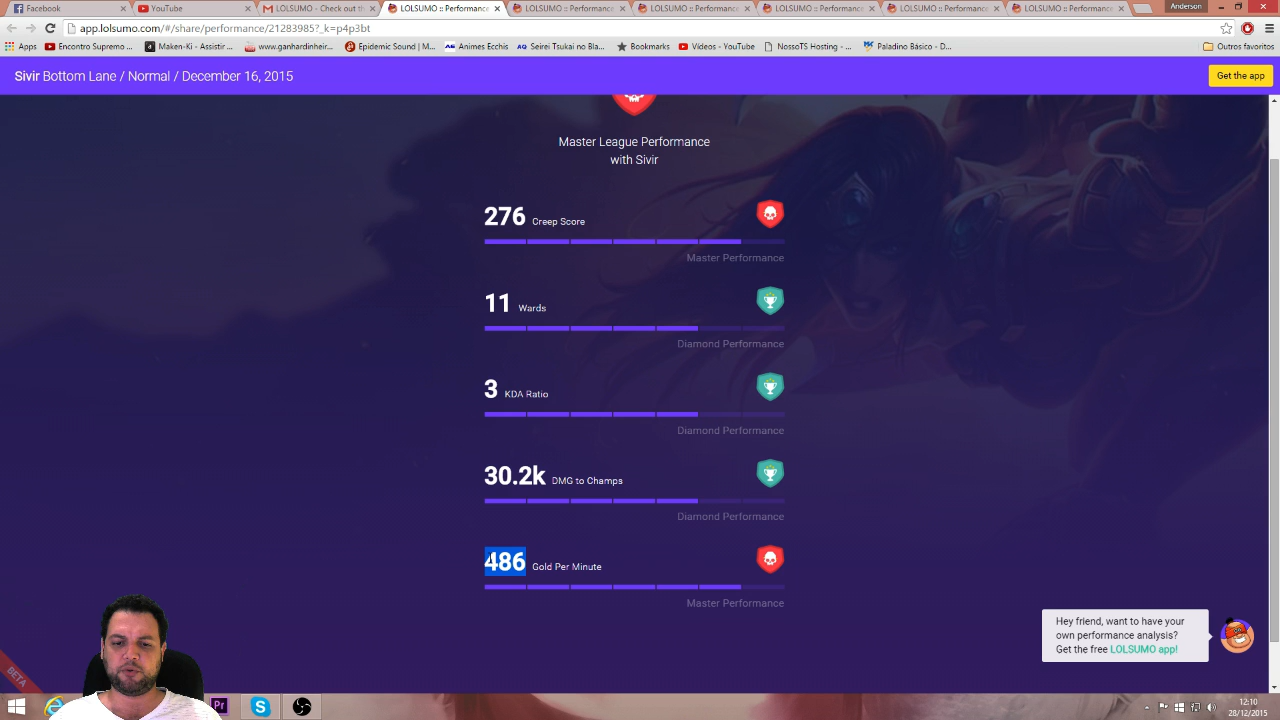 Facebook
YouTube
LOLSUMO - Check out th
LOLSUMO :: Performance
LOLSUMO :: Performance
LOLSUMO :: Performance
LOLSUMO :: Performance
LOLSUMO :: Performance
LOLSUMO :: Performance
Anderson
app.lolsumo.com/#/share/performance/21283985?_k=p4p3bt
Apps
Encontro Supremo ...
Maken-Ki - Assistir ...
www.ganhardinheir...
Epidemic Sound | M...
Animes Ecchis
Seirei Tsukai no Bla...
Bookmarks
Vídeos - YouTube
NossoTS Hosting - ...
Paladino Básico - D...
Outros favoritos
Sivir Bottom Lane / Normal / December 16, 2015
Get the app
Master League Performance
with Sivir
276 Creep Score
Master Performance
11 Wards
Diamond Performance
3 KDA Ratio
Diamond Performance
30.2k DMG to Champs
Diamond Performance
486 Gold Per Minute
Master Performance
Hey friend, want to have your
own performance analysis?
Get the free LOLSUMO app!
BETA
Pr
12:10
28/12/2015